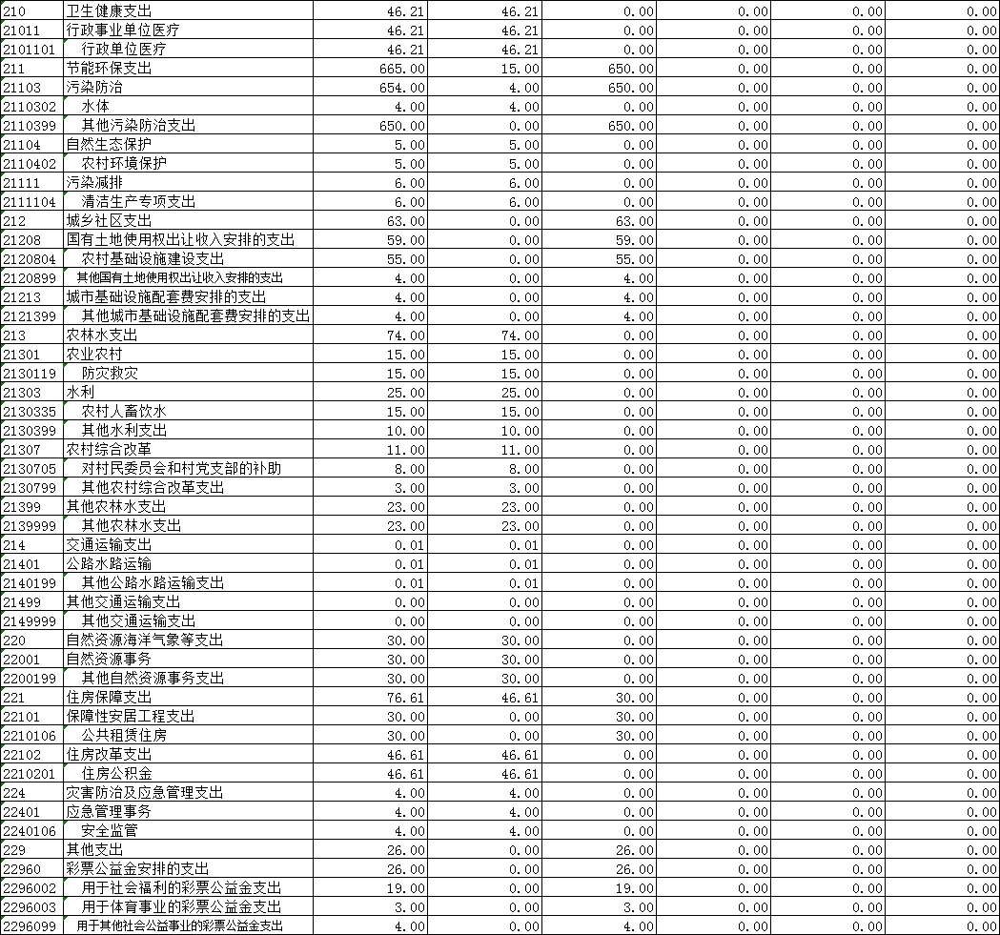 210 卫生健康支出 46.21 46.21 0.00 0.00 0.00 0.00
21011 行政事业单位医疗 46.21 46.21 0.00 0.00 0.00 0.00
2101101 行政单位医疗 46.21 46.21 0.00 0.00 0.00 0.00
211 节能环保支出 665.00 15.00 650.00 0.00 0.00 0.00
21103 污染防治 654.00 4.00 650.00 0.00 0.00 0.00
2110302 水体 4.00 4.00 0.00 0.00 0.00 0.00
2110399 其他污染防治支出 650.00 0.00 650.00 0.00 0.00 0.00
21104 自然生态保护 5.00 5.00 0.00 0.00 0.00 0.00
2110402 农村环境保护 5.00 5.00 0.00 0.00 0.00 0.00
21111 污染减排 6.00 6.00 0.00 0.00 0.00 0.00
2111104 清洁生产专项支出 6.00 6.00 0.00 0.00 0.00 0.00
212 城乡社区支出 63.00 0.00 63.00 0.00 0.00 0.00
21208 国有土地使用权出让收入安排的支出 59.00 0.00 59.00 0.00 0.00 0.00
2120804 农村基础设施建设支出 55.00 0.00 55.00 0.00 0.00 0.00
2120899 其他国有土地使用权出让收入安排的支出 4.00 0.00 4.00 0.00 0.00 0.00
21213 城市基础设施配套费安排的支出 4.00 0.00 4.00 0.00 0.00 0.00
2121399 其他城市基础设施配套费安排的支出 4.00 0.00 4.00 0.00 0.00 0.00
213 农林水支出 74.00 74.00 0.00 0.00 0.00 0.00
21301 农业农村 15.00 15.00 0.00 0.00 0.00 0.00
2130119 防灾救灾 15.00 15.00 0.00 0.00 0.00 0.00
21303 水利 25.00 25.00 0.00 0.00 0.00 0.00
2130335 农村人畜饮水 15.00 15.00 0.00 0.00 0.00 0.00
2130399 其他水利支出 10.00 10.00 0.00 0.00 0.00 0.00
21307 农村综合改革 11.00 11.00 0.00 0.00 0.00 0.00
2130705 对村民委员会和村党支部的补助 8.00 8.00 0.00 0.00 0.00 0.00
2130799 其他农村综合改革支出 3.00 3.00 0.00 0.00 0.00 0.00
21399 其他农林水支出 23.00 23.00 0.00 0.00 0.00 0.00
2139999 其他农林水支出 23.00 23.00 0.00 0.00 0.00 0.00
214 交通运输支出 0.01 0.01 0.00 0.00 0.00 0.00
21401 公路水路运输 0.01 0.01 0.00 0.00 0.00 0.00
2140199 其他公路水路运输支出 0.01 0.01 0.00 0.00 0.00 0.00
21499 其他交通运输支出 0.00 0.00 0.00 0.00 0.00 0.00
2149999 其他交通运输支出 0.00 0.00 0.00 0.00 0.00 0.00
220 自然资源海洋气象等支出 30.00 30.00 0.00 0.00 0.00 0.00
22001 自然资源事务 30.00 30.00 0.00 0.00 0.00 0.00
2200199 其他自然资源事务支出 30.00 30.00 0.00 0.00 0.00 0.00
221 住房保障支出 76.61 46.61 30.00 0.00 0.00 0.00
22101 保障性安居工程支出 30.00 0.00 30.00 0.00 0.00 0.00
2210106 公共租赁住房 30.00 0.00 30.00 0.00 0.00 0.00
22102 住房改革支出 46.61 46.61 0.00 0.00 0.00 0.00
2210201 住房公积金 46.61 46.61 0.00 0.00 0.00 0.00
224 灾害防治及应急管理支出 4.00 4.00 0.00 0.00 0.00 0.00
22401 应急管理事务 4.00 4.00 0.00 0.00 0.00 0.00
2240106 安全监管 4.00 4.00 0.00 0.00 0.00 0.00
229 其他支出 26.00 0.00 26.00 0.00 0.00 0.00
22960 彩票公益金安排的支出 26.00 0.00 26.00 0.00 0.00 0.00
2296002 用于社会福利的彩票公益金支出 19.00 0.00 19.00 0.00 0.00 0.00
2296003 用于体育事业的彩票公益金支出 3.00 0.00 3.00 0.00 0.00 0.00
2296099 用于其他社会公益事业的彩票公益金支出 4.00 0.00 4.00 0.00 0.00 0.00